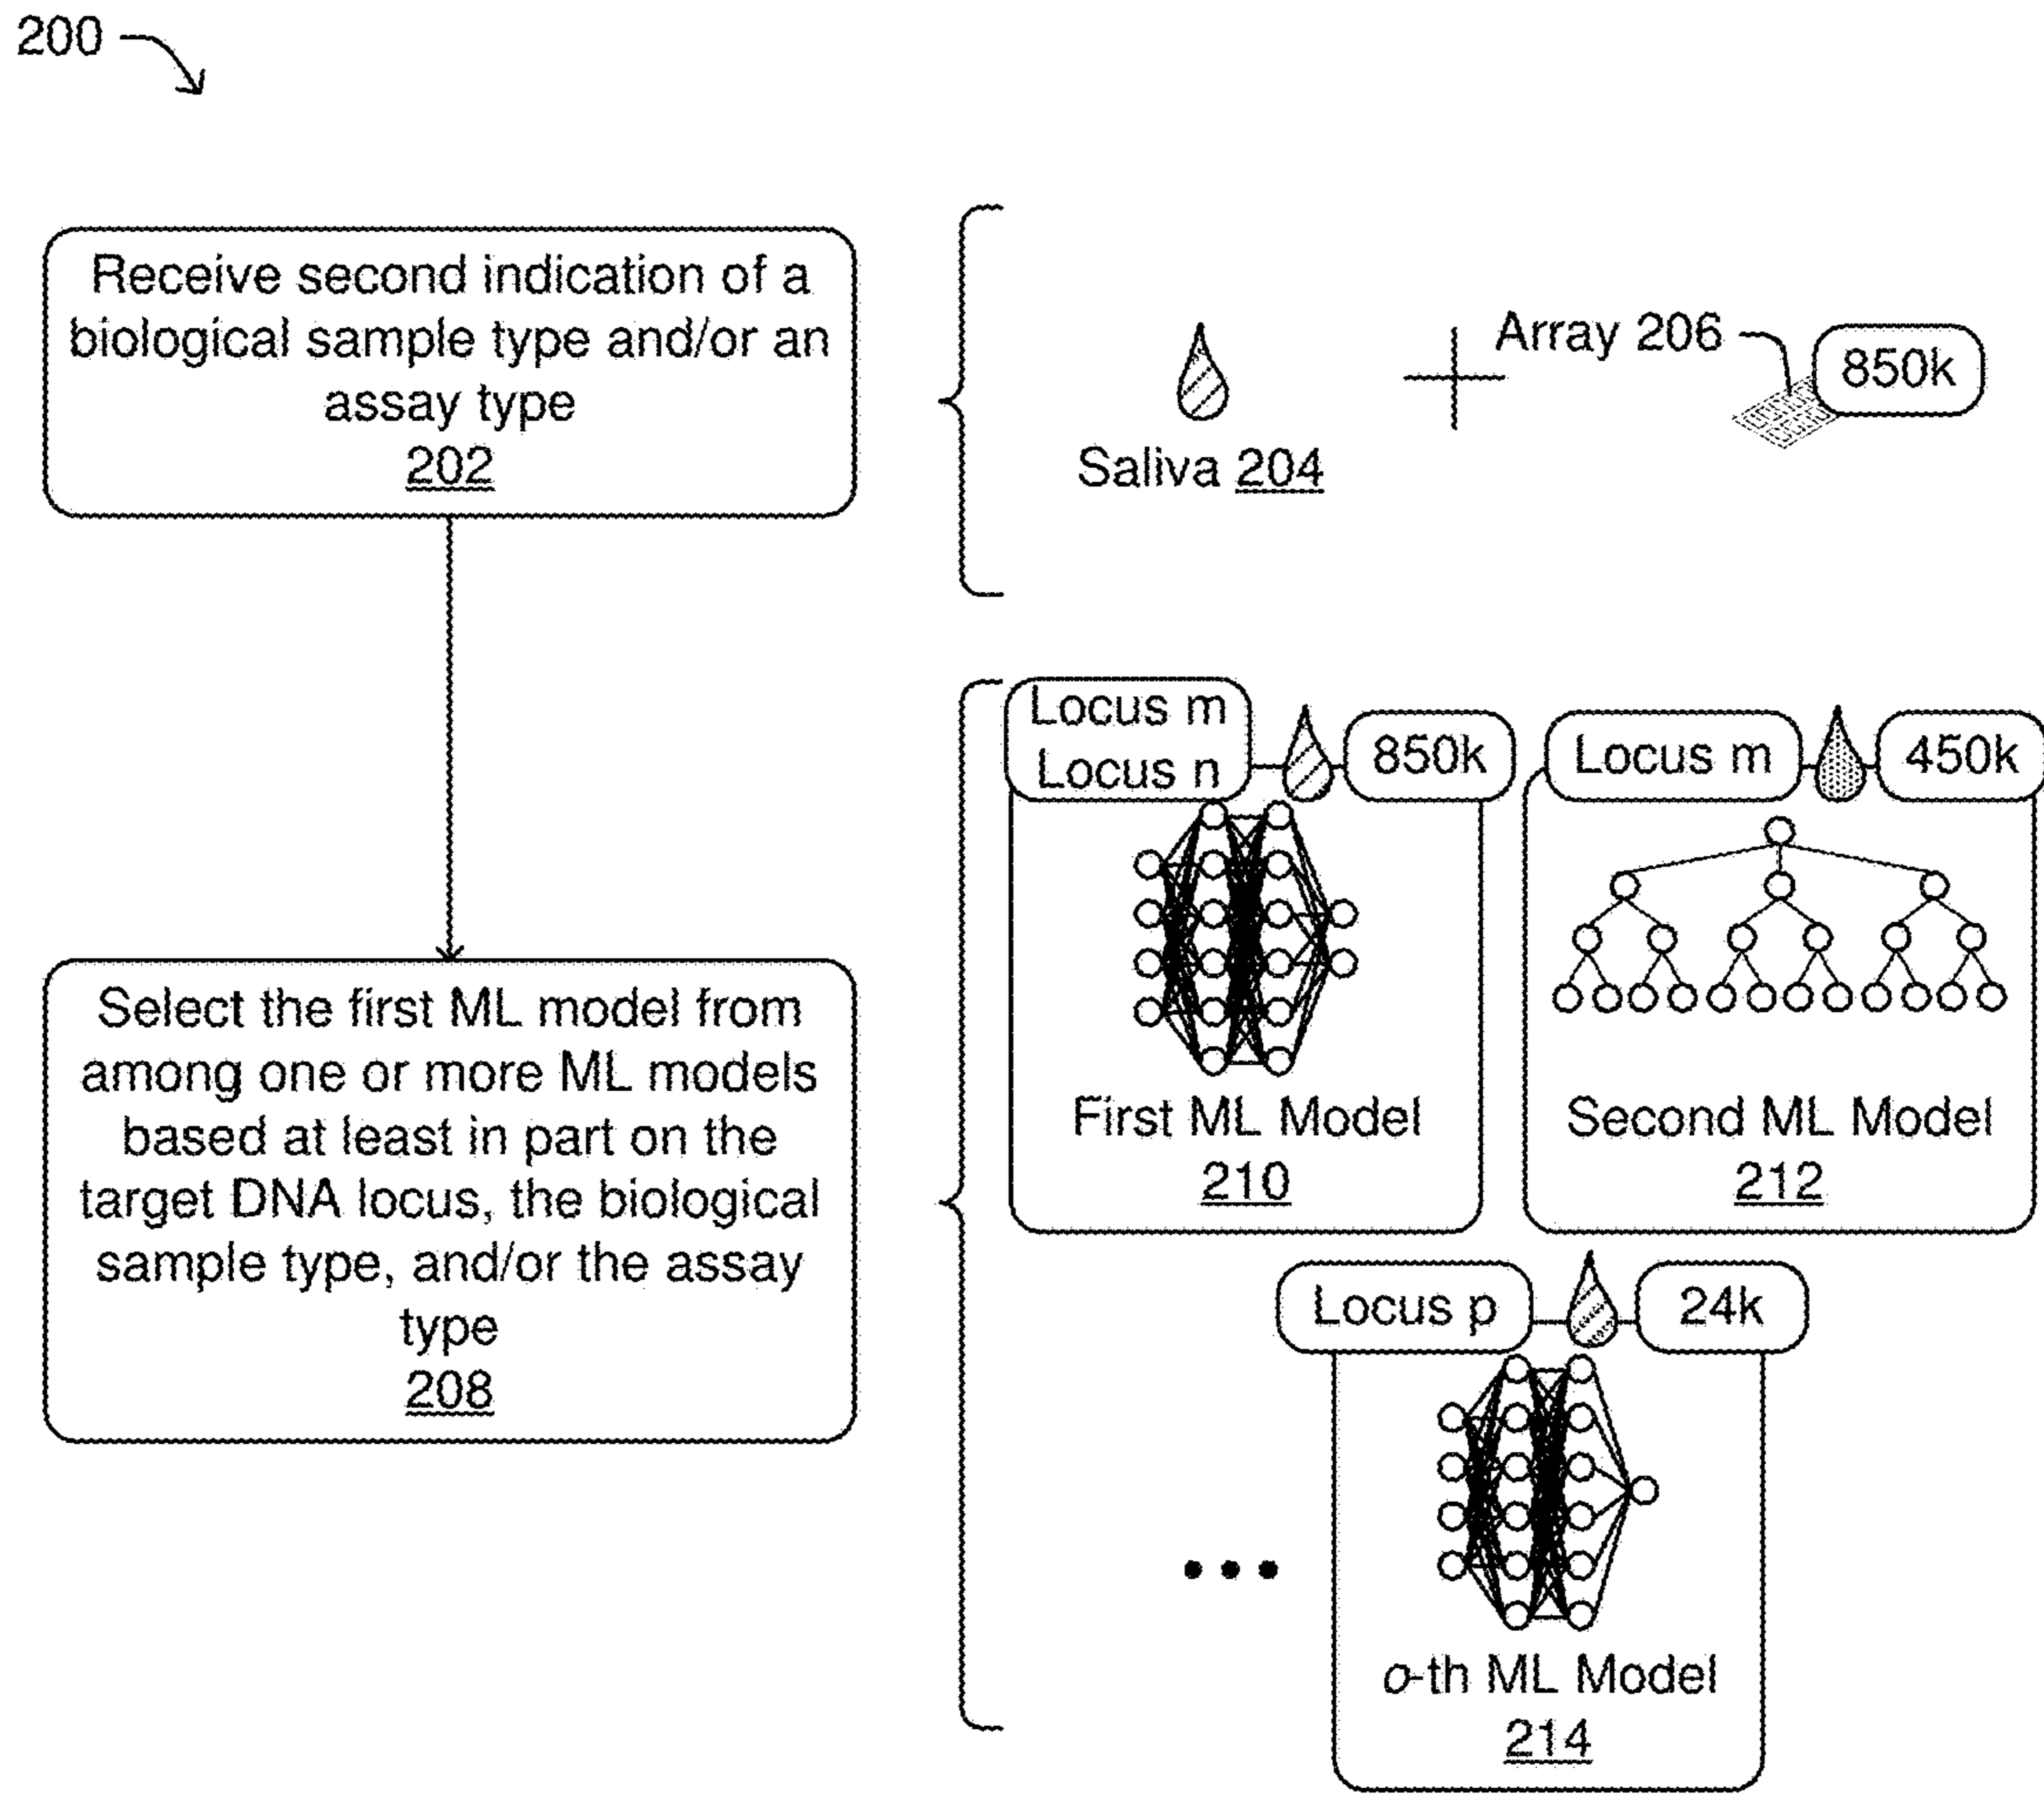 200
Receive second indication of a
biological sample type and/or an
assay type
202
Saliva 204
Array 206
850k
Select the first ML model from
among one or more ML models
based at least in part on the
target DNA locus, the biological
sample type, and/or the assay
type
208
Locus m
Locus n
850k
First ML Model
210
Locus m
450k
Second ML Model
212
Locus p
24k
o-th ML Model
214